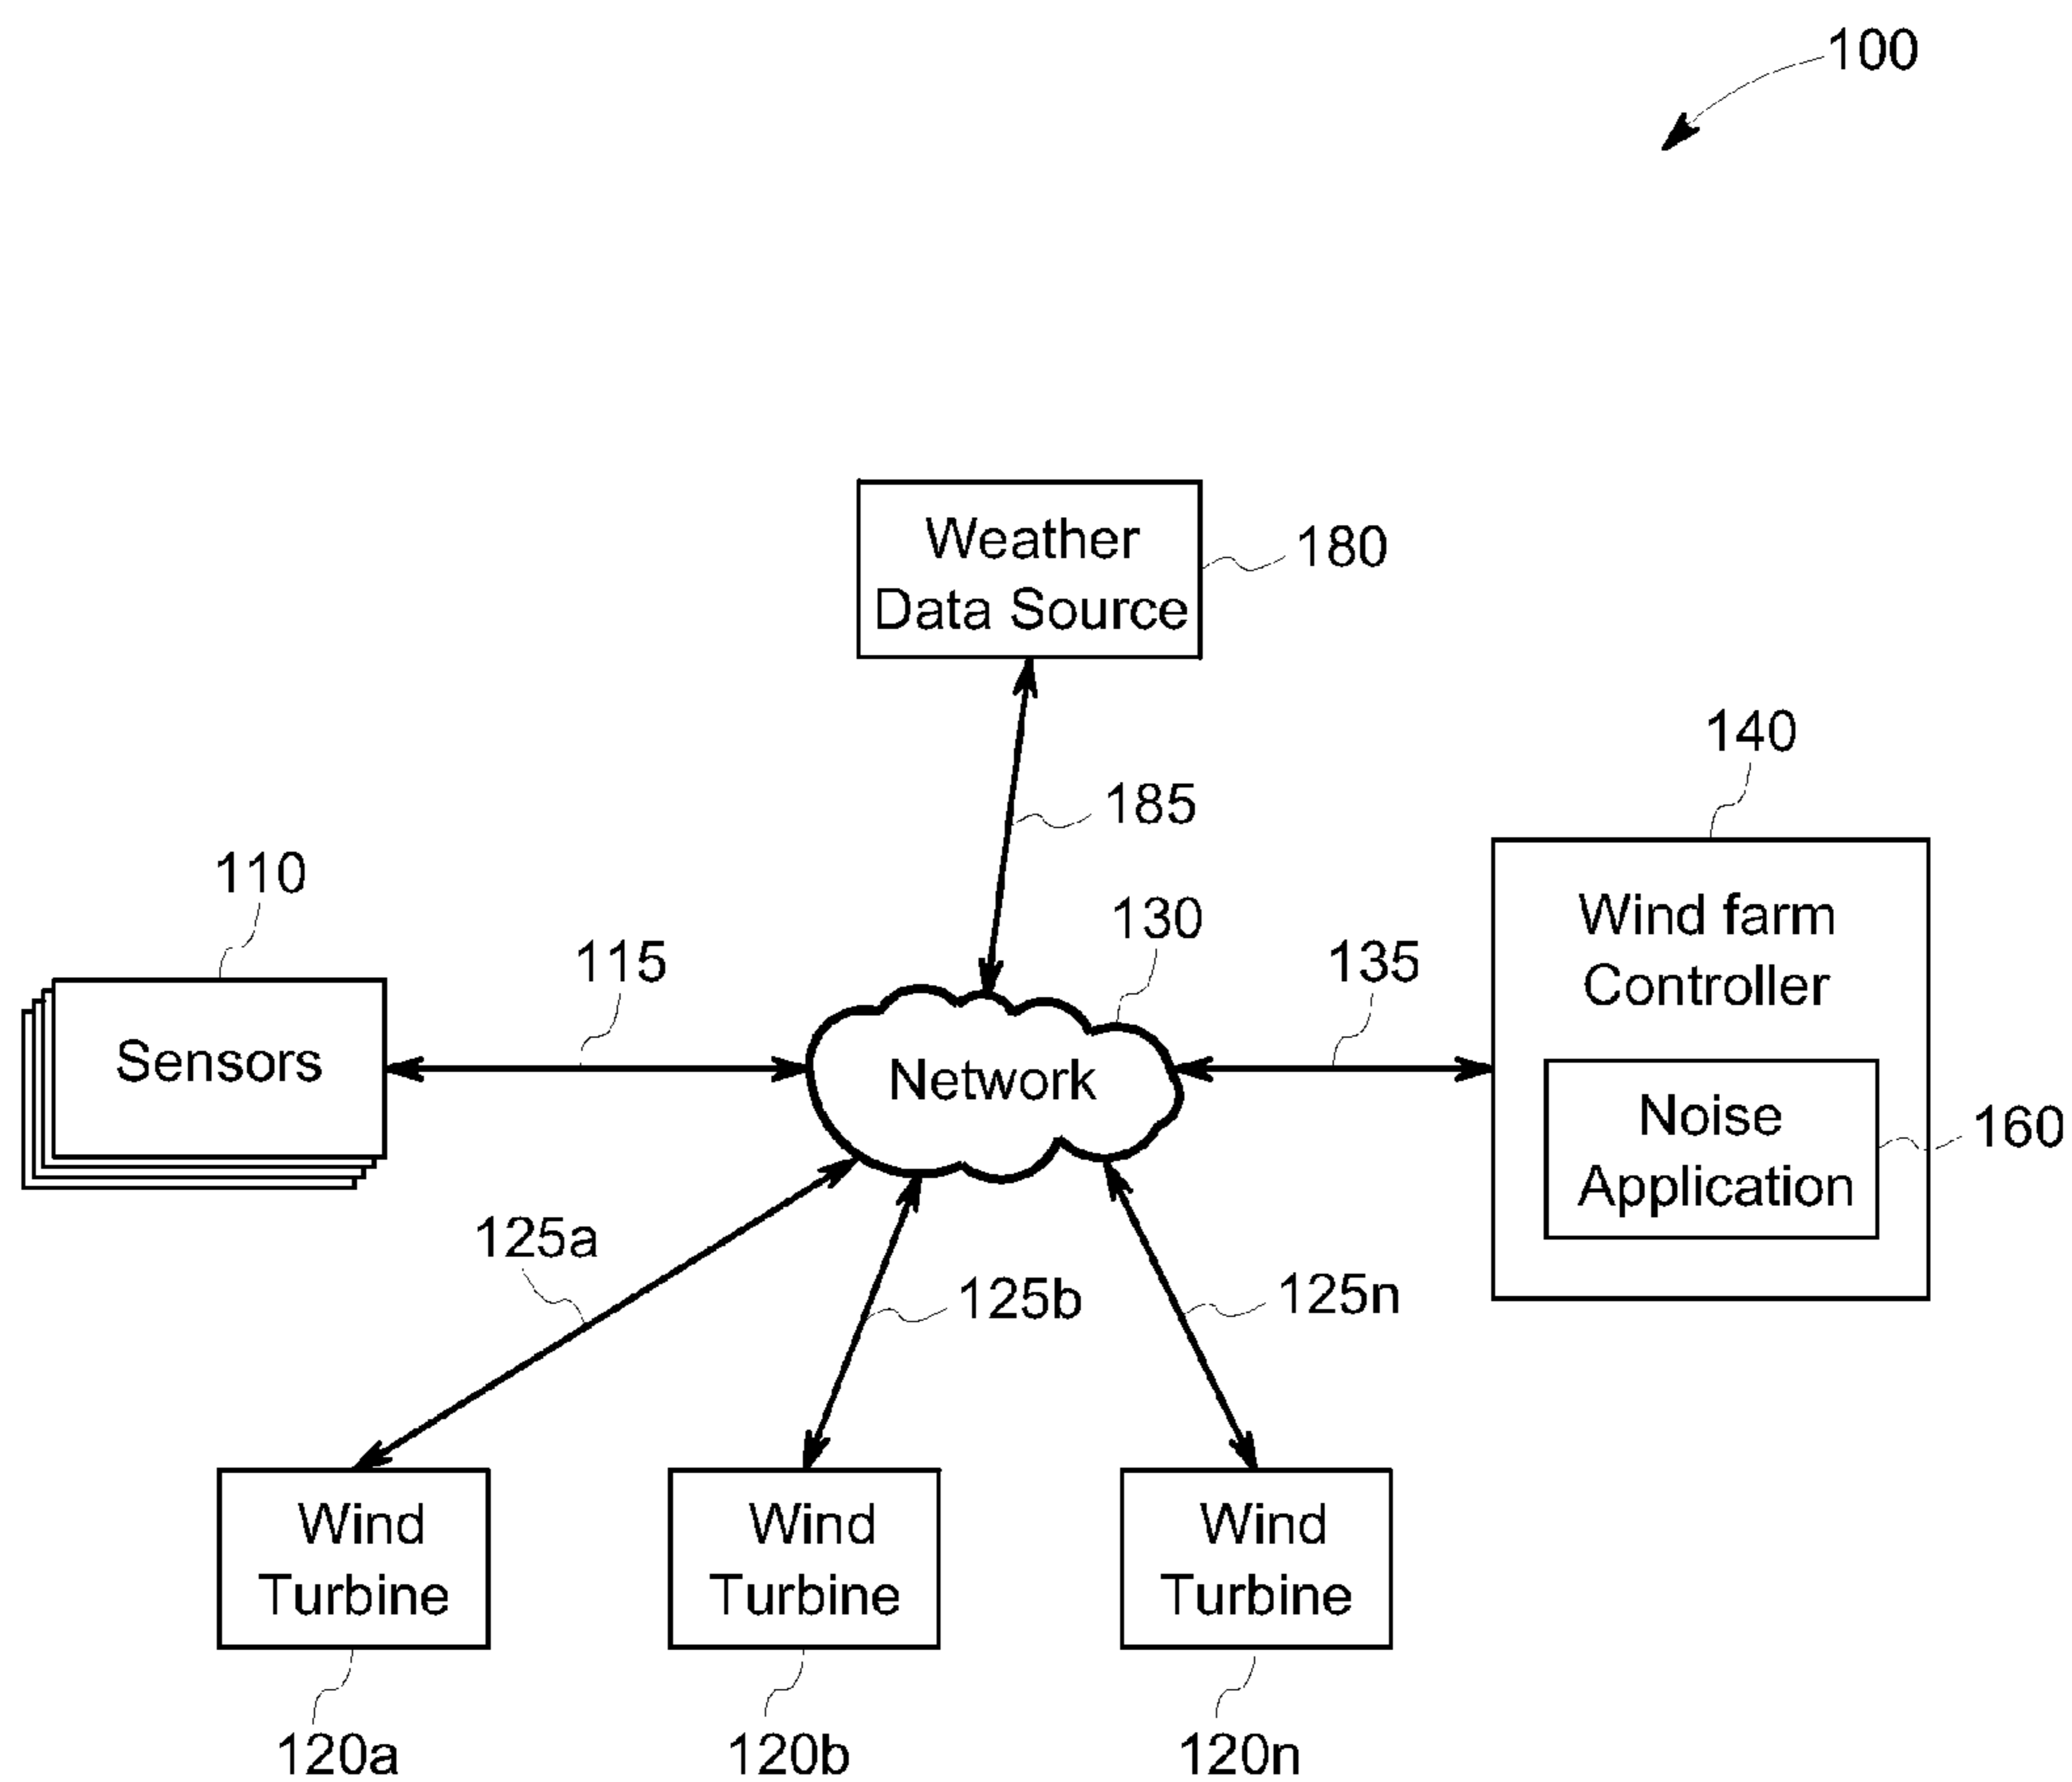 100
Weather
Data Source
180
185
140
110
115
130
135
Wind farm
Controller
Sensors
Network
Noise
Application
160
125a
125b
125n
Wind
Turbine
Wind
Turbine
Wind
Turbine
120a
120b
120n